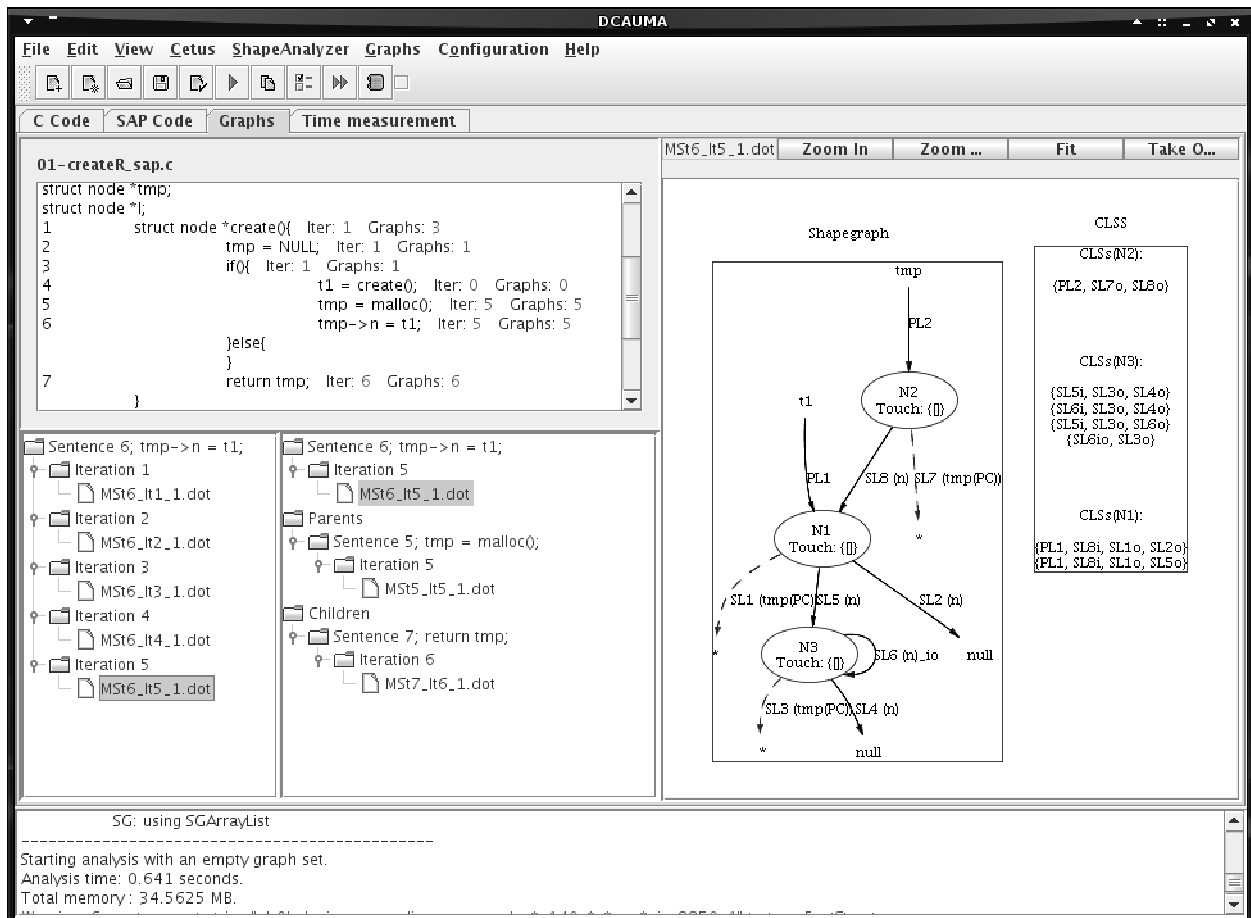 DCAUMA
File Edit View Cetus ShapeAnalyzer Graphs Configuration Help
C Code SAP Code Graphs Time measurement
01-createR_sap.c
struct node *tmp;
struct node *l;
1 struct node *create(){ Iter: 1 Graphs: 3
2 tmp = NULL; Iter: 1 Graphs: 1
3 if(){ Iter: 1 Graphs: 1
4 t1 = create(); Iter: 0 Graphs: 0
5 tmp = malloc(); Iter: 5 Graphs: 5
6 tmp->n = t1; Iter: 5 Graphs: 5
}else{
}
7 return tmp; Iter: 6 Graphs: 6
}
Sentence 6; tmp->n = t1;
Iteration 1
MSt6_It1_1.dot
Iteration 2
MSt6_It2_1.dot
Iteration 3
MSt6_It3_1.dot
Iteration 4
MSt6_It4_1.dot
Iteration 5
MSt6_It5_1.dot
Sentence 6; tmp->n = t1;
Iteration 5
MSt6_It5_1.dot
Parents
Sentence 5; tmp = malloc();
Iteration 5
MSt5_It5_1.dot
Children
Sentence 7; return tmp;
Iteration 6
MSt7_It6_1.dot
MSt6_It5_1.dot Zoom In Zoom ... Fit Take O...
Shapegraph
tmp
PL2
N2
Touch: {[]}
t1
PL1
SL8 (n) SL7 (tmp(PC))
N1
Touch: {[]}
*
SL1 (tmp(PC)) SL5 (n) SL2 (n)
*
N3
Touch: {[]}
SL6 (n)_io
null
SL3 (tmp(PC)) SL4 (n)
*
null
CLSS
CLSs(N2):
{PL2, SL7o, SL8o}
CLSs(N3):
{SL5i, SL3o, SL4o}
{SL6i, SL3o, SL4o}
{SL5i, SL3o, SL6o}
{SL6io, SL3o}
CLSs(N1):
{PL1, SL8i, SL1o, SL2o}
{PL1, SL8i, SL1o, SL5o}
SG: using SGArrayList
--------------------------------------------
Starting analysis with an empty graph set.
Analysis time: 0.641 seconds.
Total memory: 34.5625 MB.